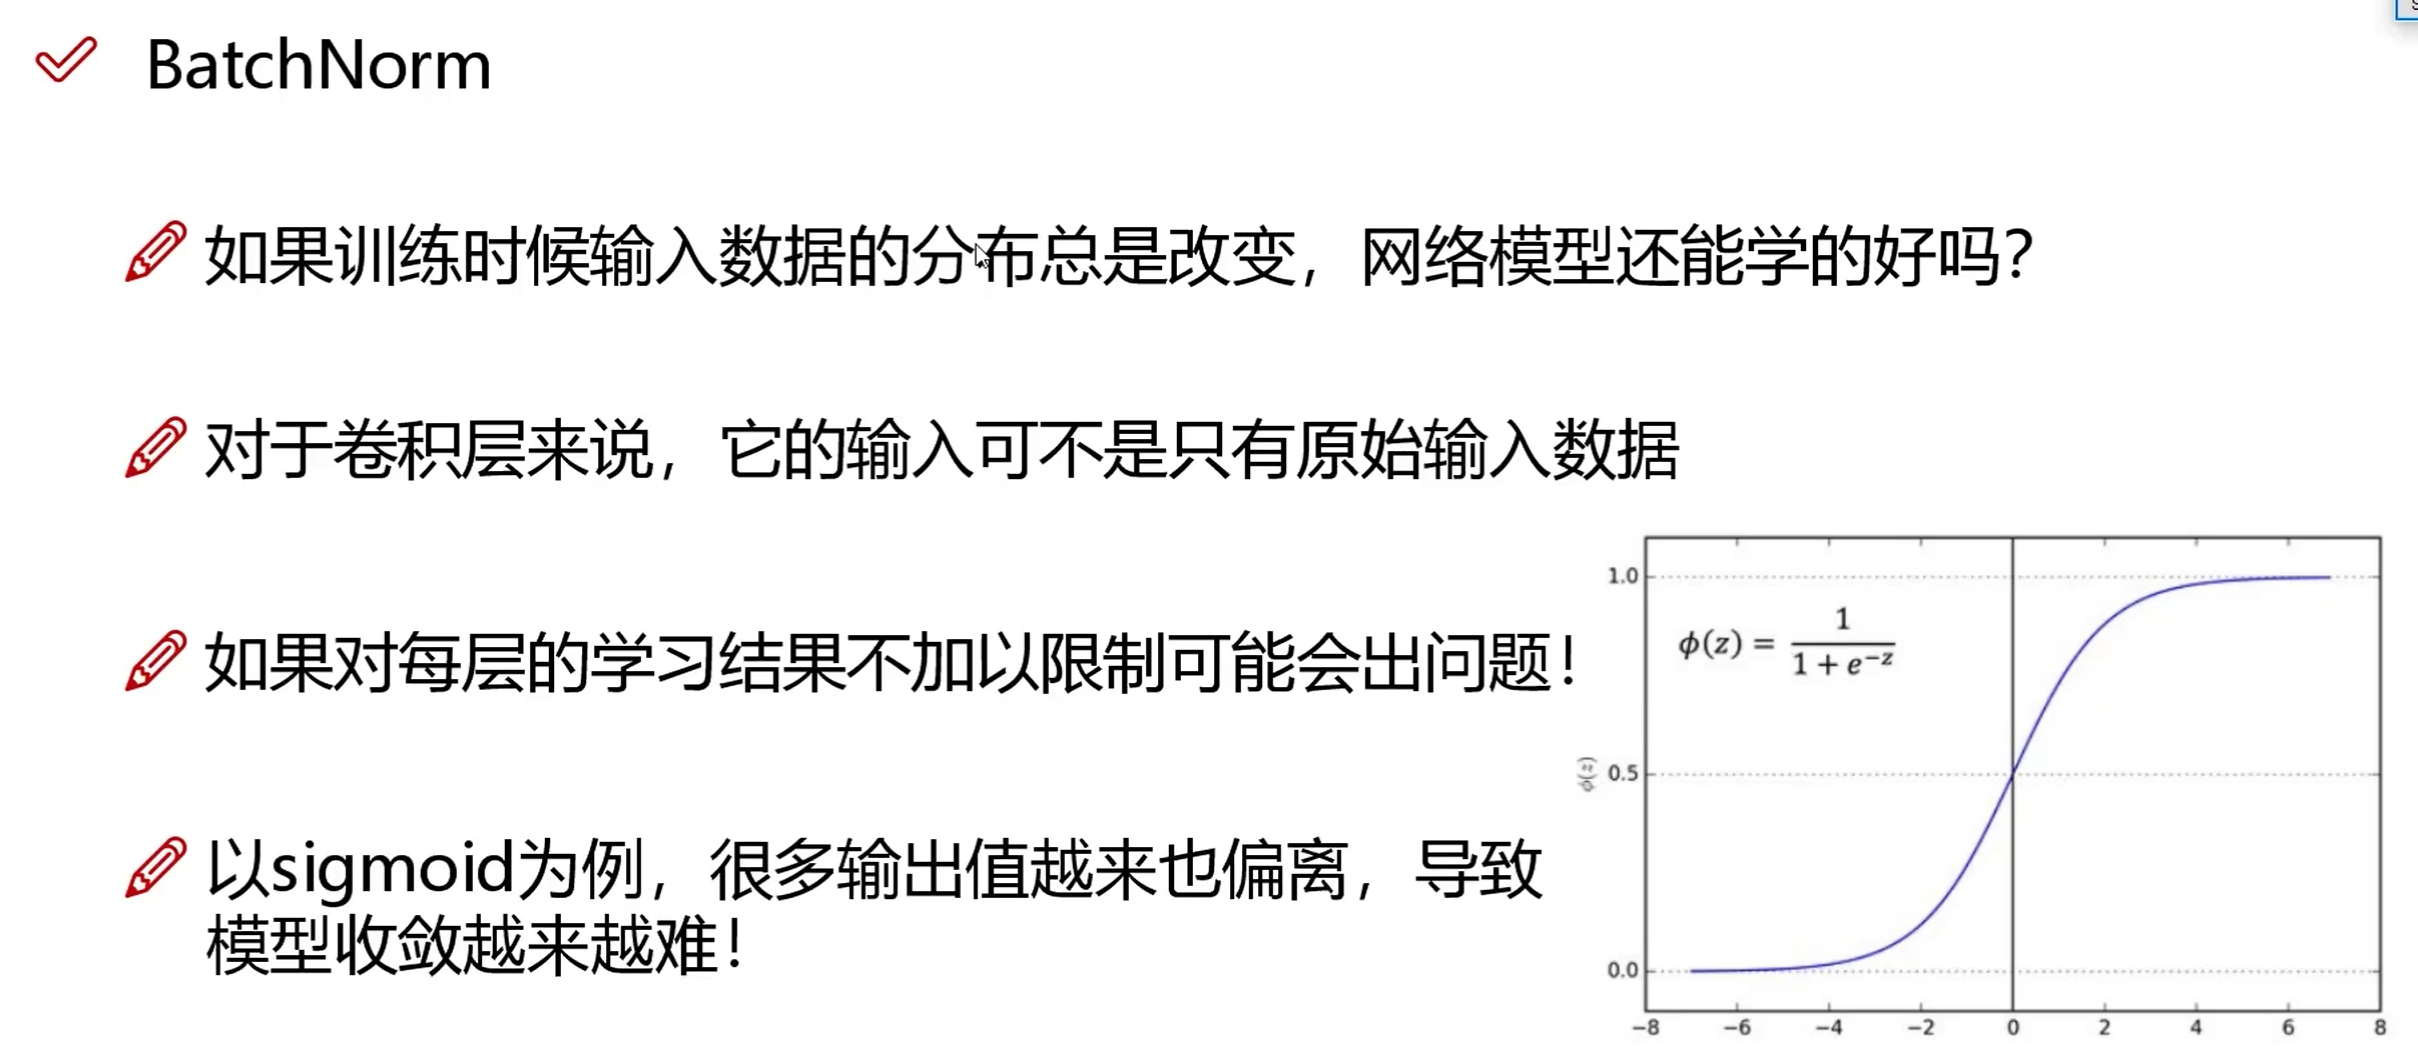 BatchNorm
如果训练时候输入数据的分布总是改变，网络模型还能学的好吗？
对于卷积层来说，它的输入可不是只有原始输入数据
如果对每层的学习结果不加以限制可能会出问题！
以sigmoid为例，很多输出值越来也偏离，导致
模型收敛越来越难！
ϕ(z) = 1 / (1 + e^{-z})
ϕ(z)
1.0
0.5
0.0
−8 −6 −4 −2 0 2 4 6 8